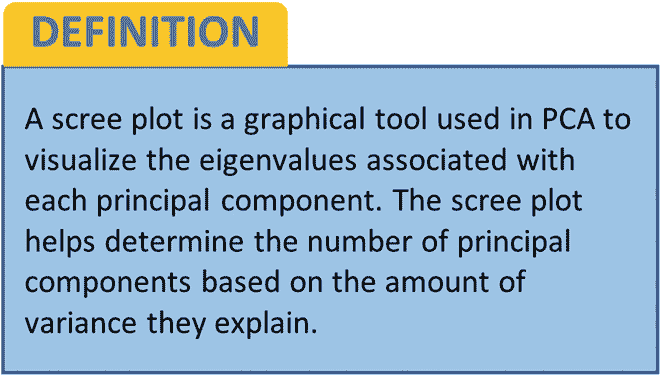 DEFINITION
A scree plot is a graphical tool used in PCA to
visualize the eigenvalues associated with
each principal component. The scree plot
helps determine the number of principal
components based on the amount of
variance they explain.